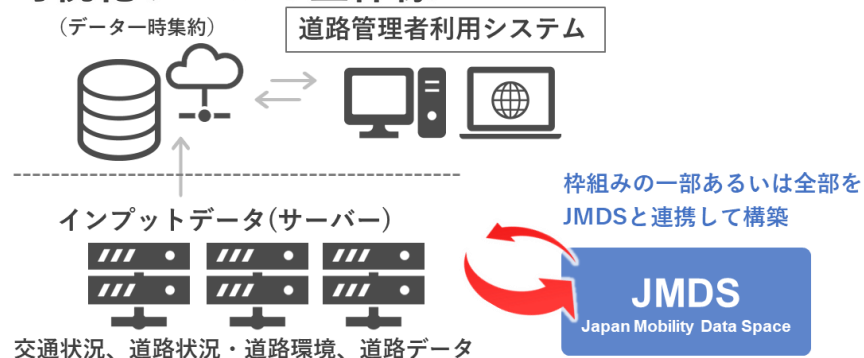 (データ一時集約)
道路管理者利用システム
インプットデータ(サーバー)
枠組みの一部あるいは全部を
JMDSと連携して構築
JMDS
Japan Mobility Data Space
交通状況、道路状況・道路環境、道路データ